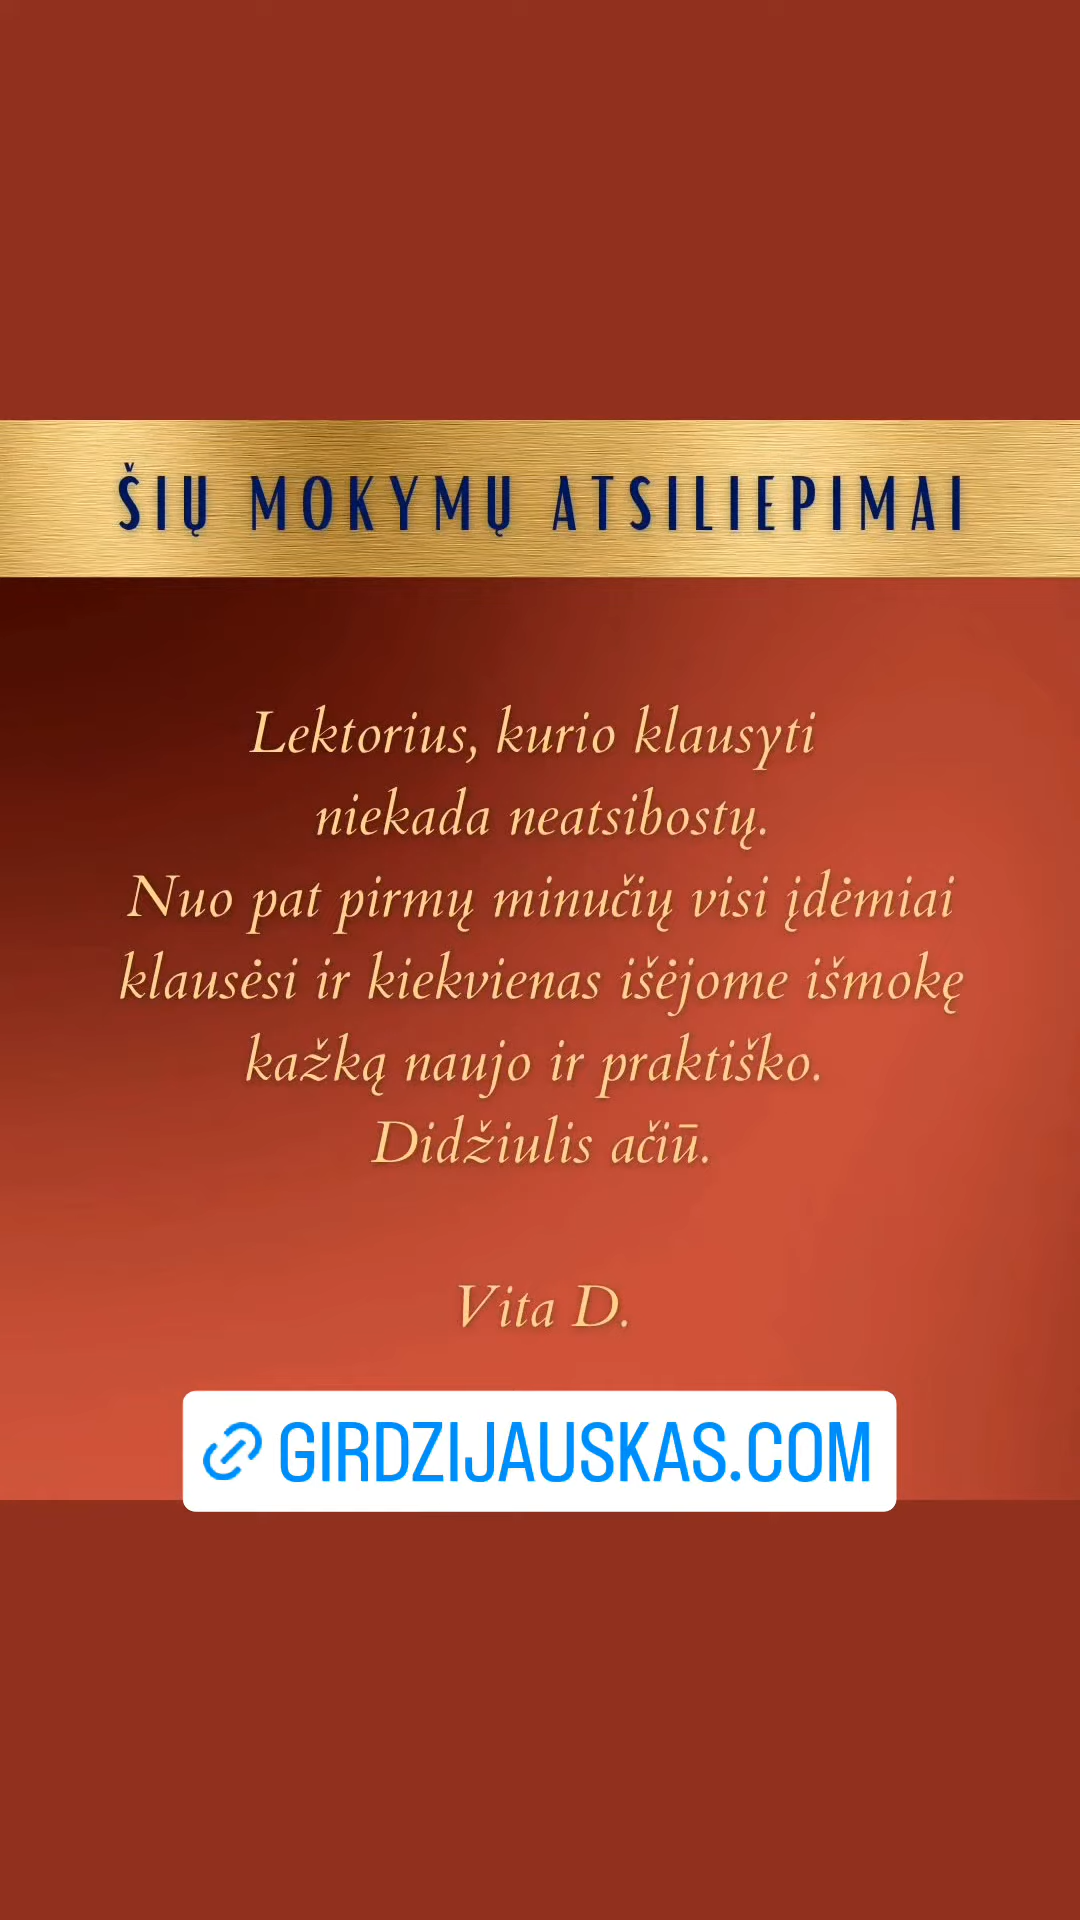 ŠIŲ MOKYMŲ ATSILIEPIMAI
Lektorius, kurio klausyti
niekada neatsibostų.
Nuo pat pirmų minučių visi įdėmiai
klausėsi ir kiekvienas išėjome išmokę
kažką naujo ir praktiško.
Didžiulis ačiū.
Vita D.
GIRDZIJAUSKAS.COM